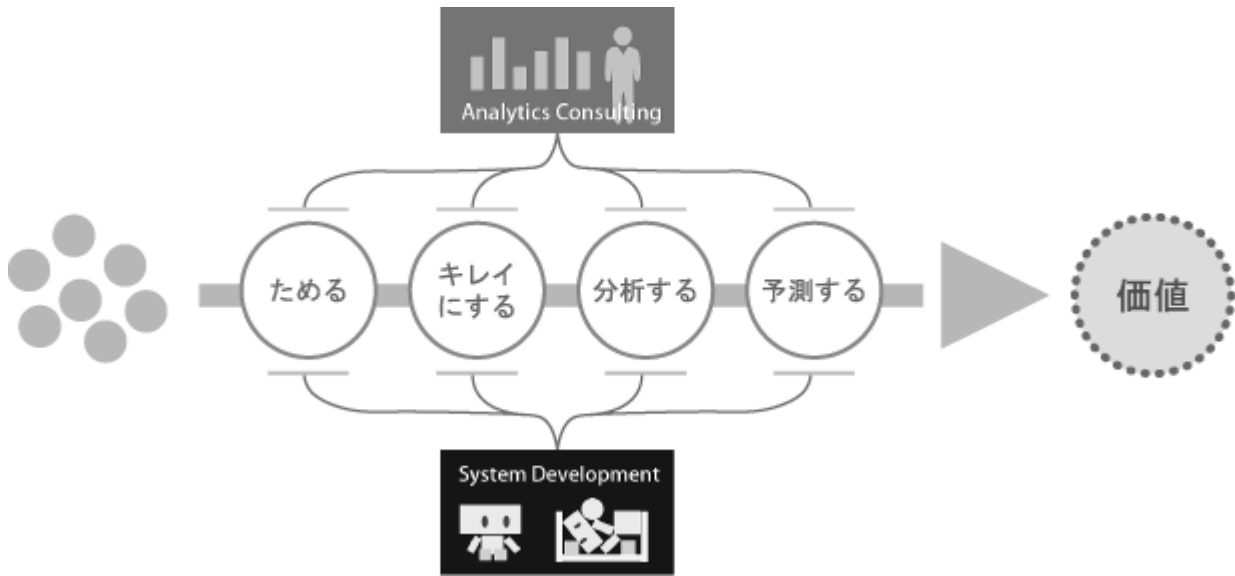 Analytics Consulting
ためる
キレイ
にする
分析する
予測する
価値
System Development